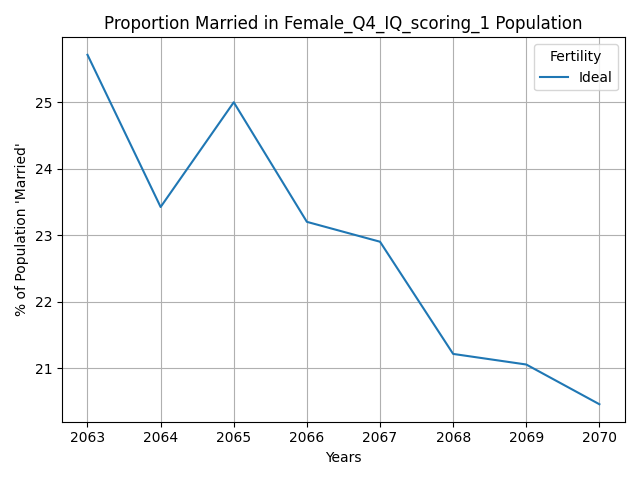 Proportion Married in Female_Q4_IQ_scoring_1 Population
Fertility
Ideal
% of Population 'Married'
25
24
23
22
21
2063 2064 2065 2066 2067 2068 2069 2070
Years